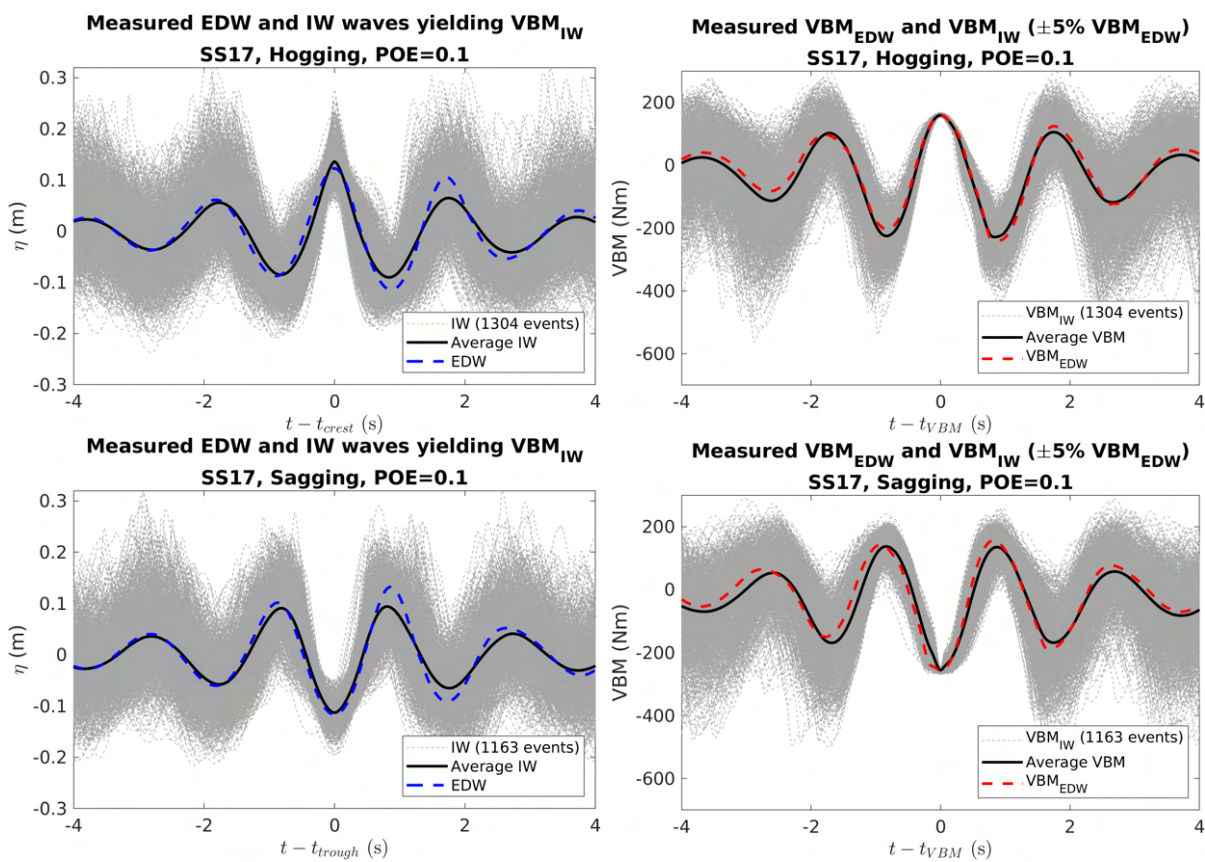 Measured EDW and IW waves yielding VBM_IW
SS17, Hogging, POE=0.1
η (m)
0.3
0.2
0.1
0
-0.1
-0.2
-0.3
IW (1304 events)
Average IW
EDW
-4 -2 0 2 4
t − t_crest (s)
Measured VBM_EDW and VBM_IW (±5% VBM_EDW)
SS17, Hogging, POE=0.1
VBM (Nm)
200
0
-200
-400
-600
VBM_IW (1304 events)
Average VBM
VBM_EDW
-4 -2 0 2 4
t − t_VBM (s)
Measured EDW and IW waves yielding VBM_IW
SS17, Sagging, POE=0.1
η (m)
0.3
0.2
0.1
0
-0.1
-0.2
-0.3
IW (1163 events)
Average IW
EDW
-4 -2 0 2 4
t − t_trough (s)
Measured VBM_EDW and VBM_IW (±5% VBM_EDW)
SS17, Sagging, POE=0.1
VBM (Nm)
200
0
-200
-400
-600
VBM_IW (1163 events)
Average VBM
VBM_EDW
-4 -2 0 2 4
t − t_VBM (s)